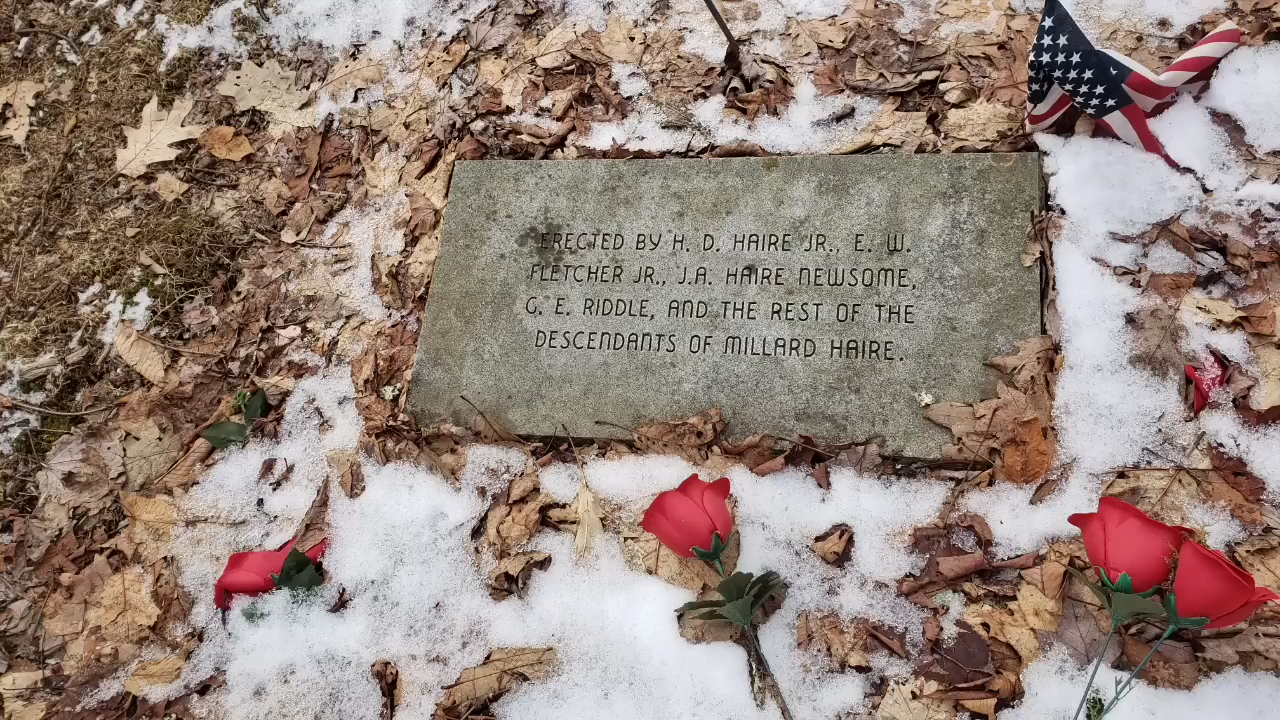 ERECTED BY H. D. HAIRE JR., E. W.
FLETCHER JR., J.A. HAIRE NEWSOME,
G. E. RIDDLE, AND THE REST OF THE
DESCENDANTS OF MILLARD HAIRE.